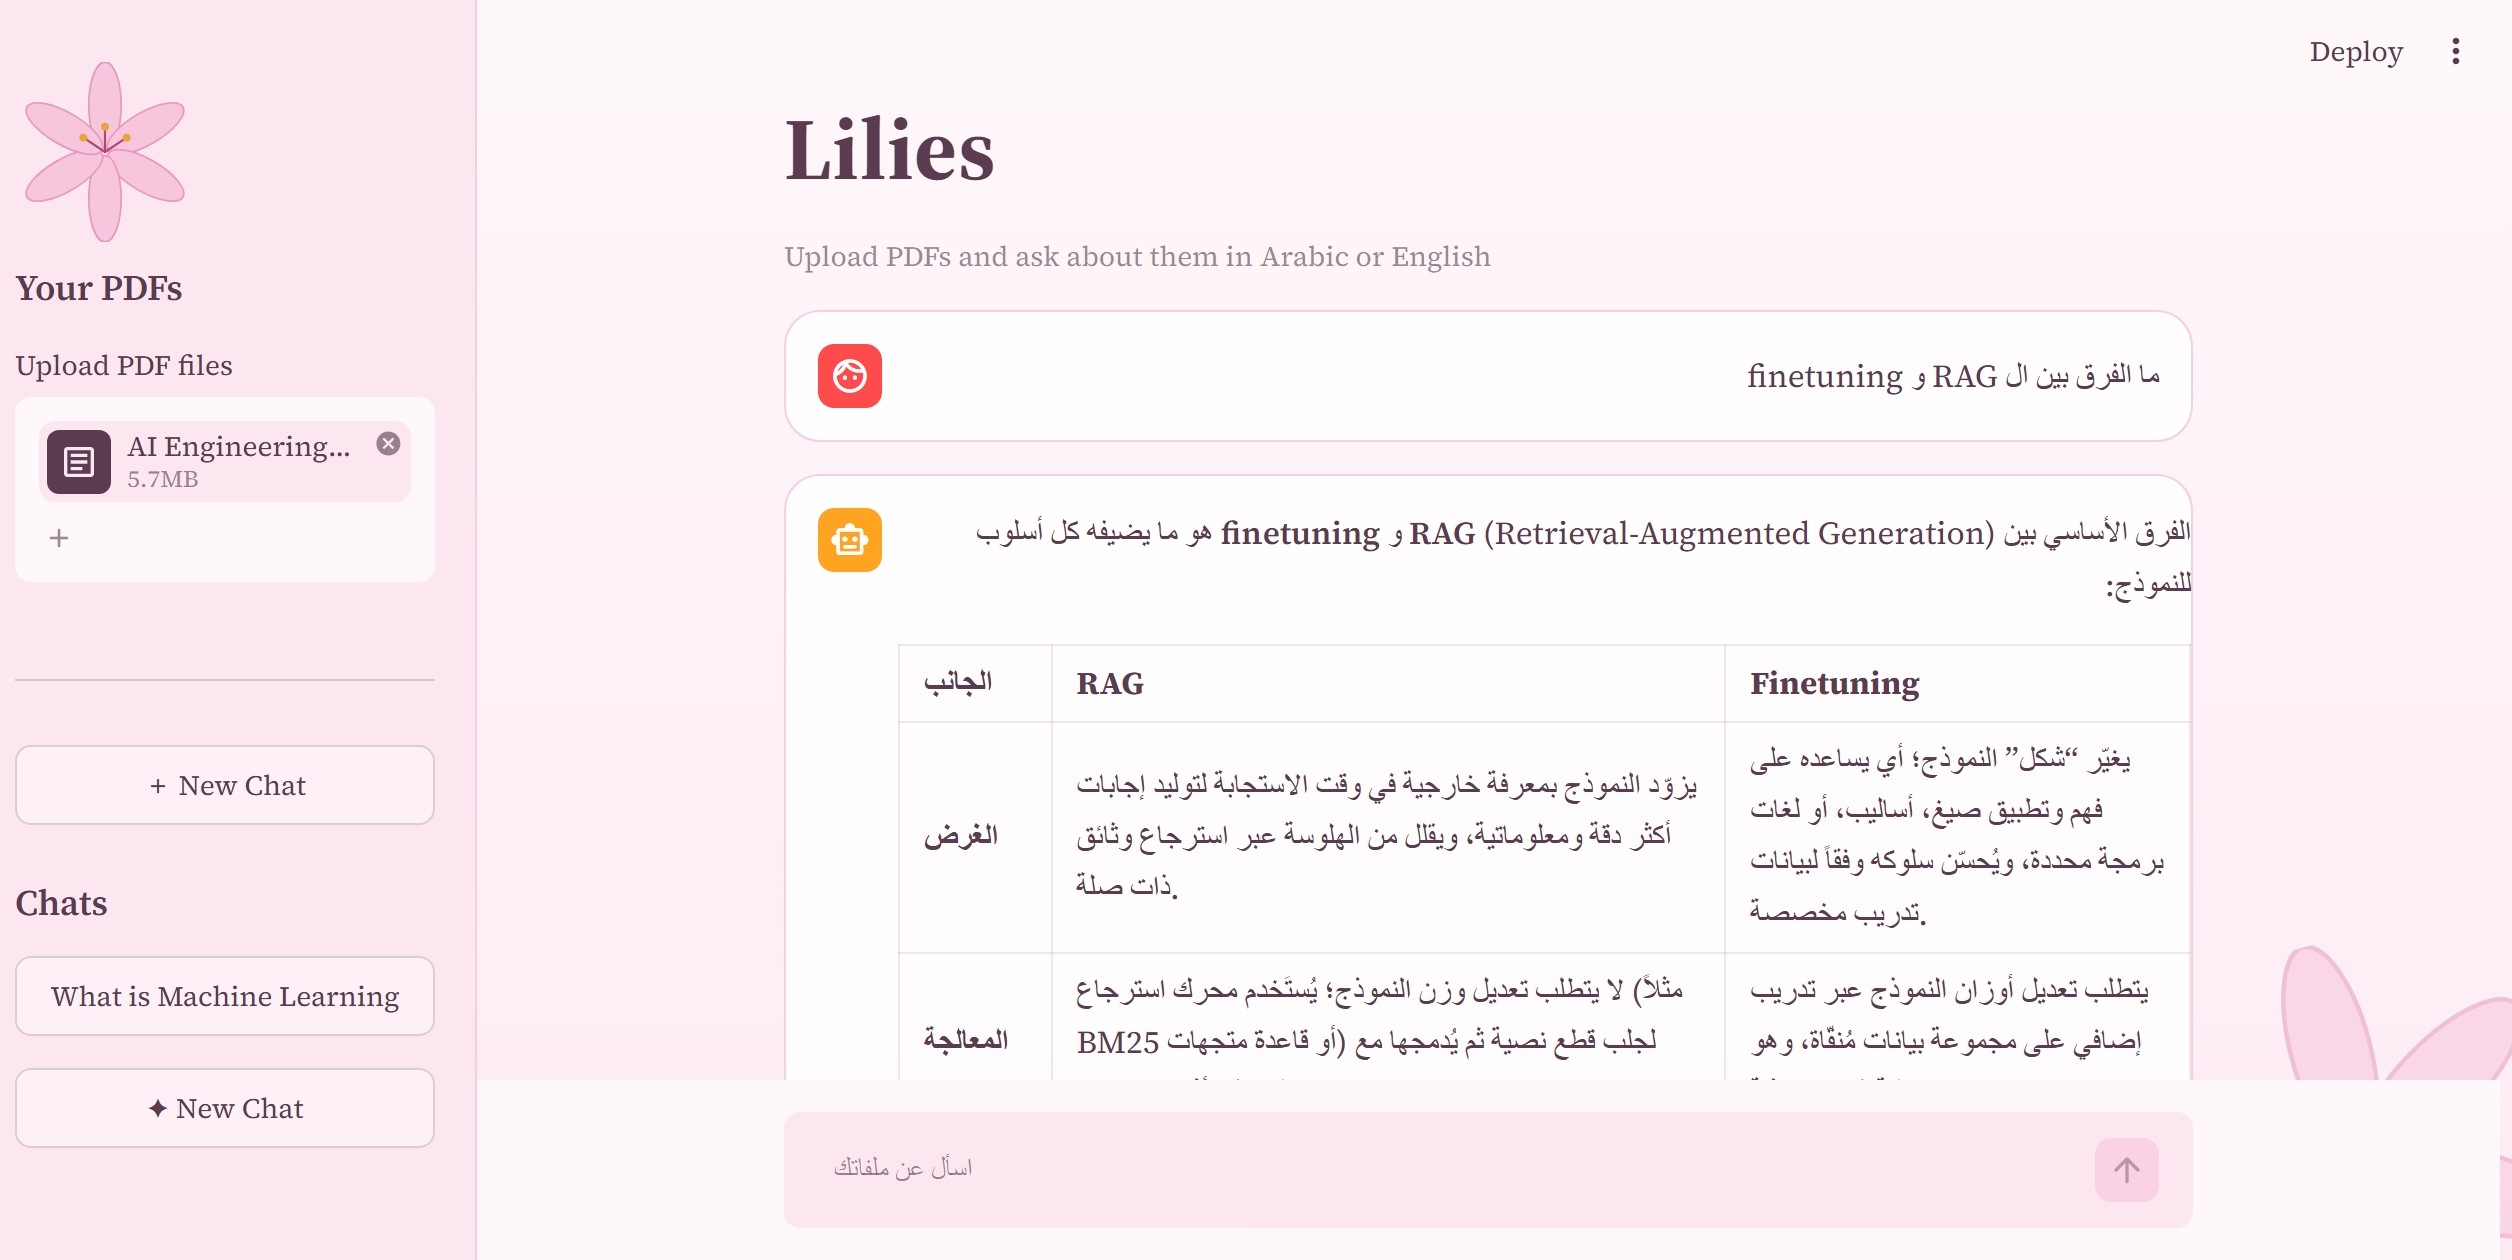 Deploy
Your PDFs
Upload PDF files
AI Engineering...
5.7MB
+
+ New Chat
Chats
What is Machine Learning
✦ New Chat
Lilies
Upload PDFs and ask about them in Arabic or English
ما الفرق بين ال RAG و finetuning
الفرق الأساسي بين RAG (Retrieval-Augmented Generation) و finetuning هو ما يضيفه كل أسلوب
للنموذج:
الجانب
RAG
Finetuning
الغرض
يزوّد النموذج بمعرفة خارجية في وقت الاستجابة لتوليد إجابات
أكثر دقة ومعلوماتية، ويقلل من الهلوسة عبر استرجاع وثائق
ذات صلة.
يغيّر “شكل” النموذج؛ أي يساعده على
فهم وتطبيق صيغ، أساليب، أو لغات
برمجة محددة، ويُحسّن سلوكه وفقاً لبيانات
تدريب مخصصة.
المعالجة
لا يتطلب تعديل وزن النموذج؛ يُستَخدم محرك استرجاع (مثلاً
BM25 أو قاعدة متجهات) لجلب قطع نصية ثم يُدمجها مع
يتطلب تعديل أوزان النموذج عبر تدريب
إضافي على مجموعة بيانات مُنقّاة، وهو
اسأل عن ملفاتك